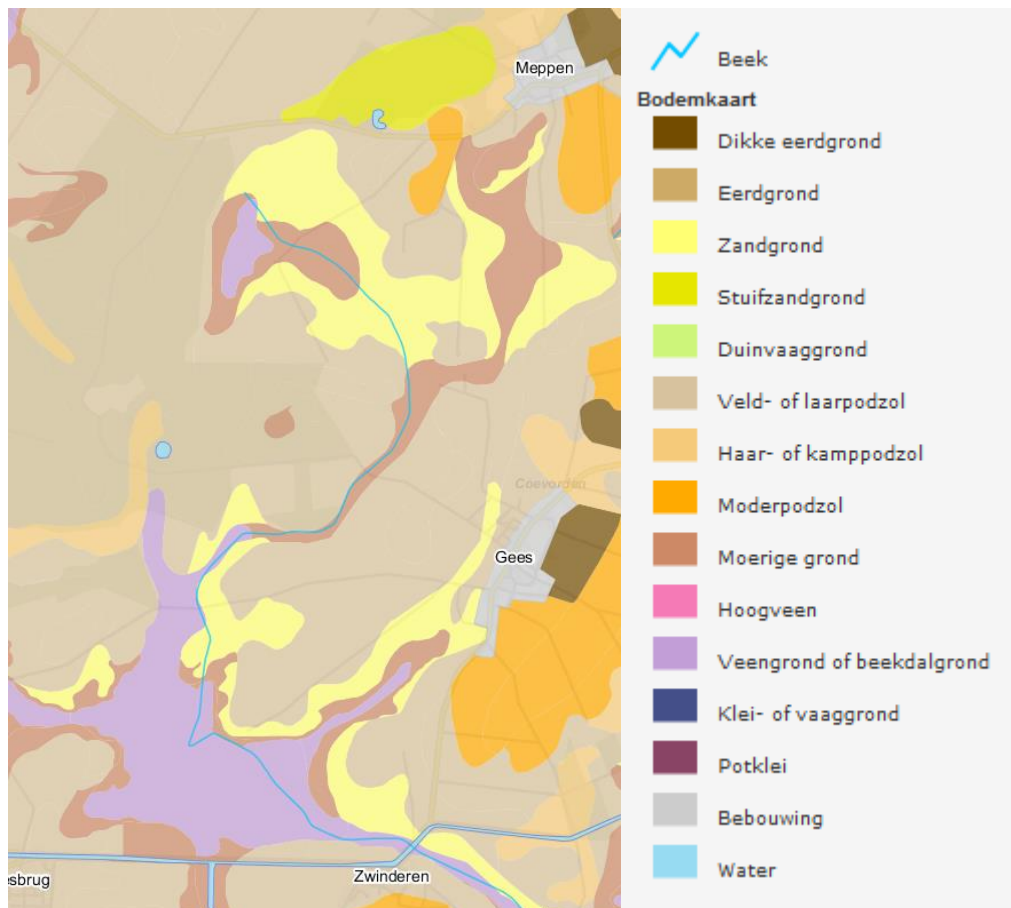 Meppen
Coevorden
Gees
Zwinderen
esbrug
Beek
Bodemkaart
Dikke eerdgrond
Eerdgrond
Zandgrond
Stuifzandgrond
Duinvaaggrond
Veld- of laarpodzol
Haar- of kamppodzol
Moderpodzol
Moerige grond
Hoogveen
Veengrond of beekdalgrond
Klei- of vaaggrond
Potklei
Bebouwing
Water